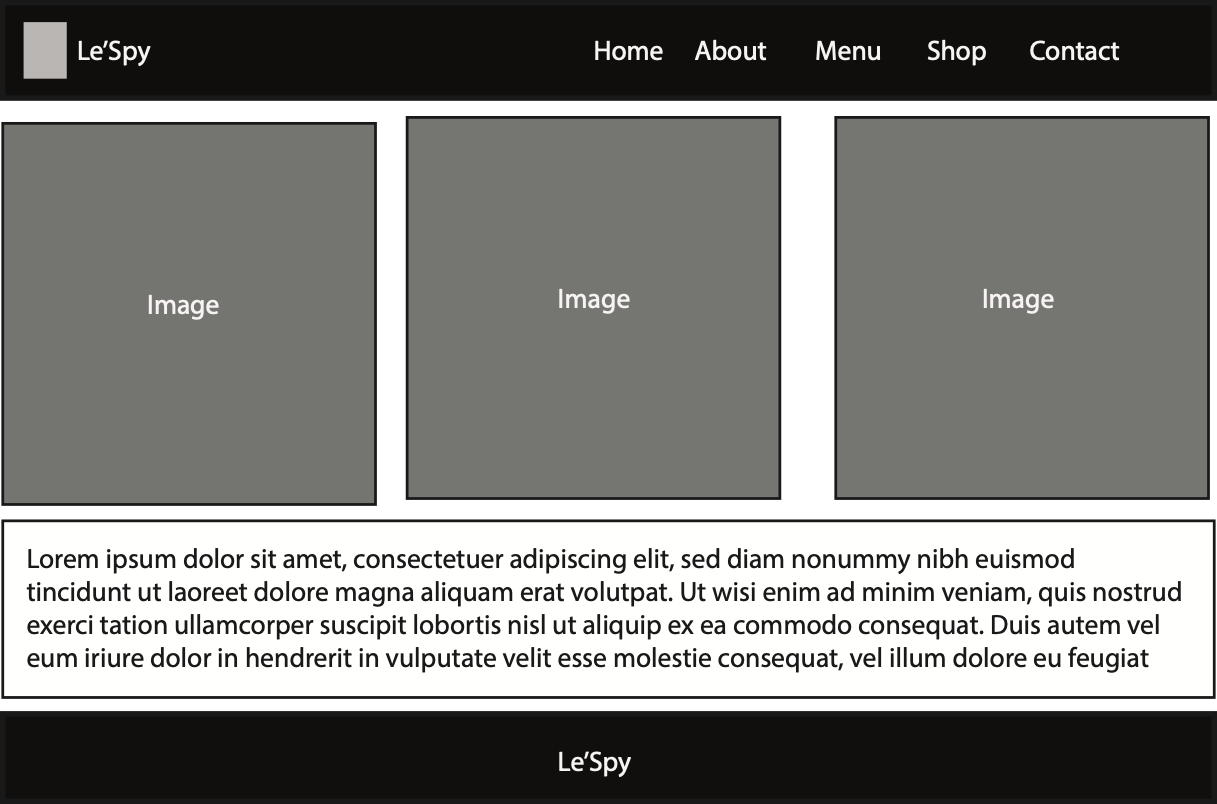 Le’Spy
Home About Menu Shop Contact
Image
Image
Image
Lorem ipsum dolor sit amet, consectetuer adipiscing elit, sed diam nonummy nibh euismod
tincidunt ut laoreet dolore magna aliquam erat volutpat. Ut wisi enim ad minim veniam, quis nostrud
exerci tation ullamcorper suscipit lobortis nisl ut aliquip ex ea commodo consequat. Duis autem vel
eum iriure dolor in hendrerit in vulputate velit esse molestie consequat, vel illum dolore eu feugiat
Le’Spy